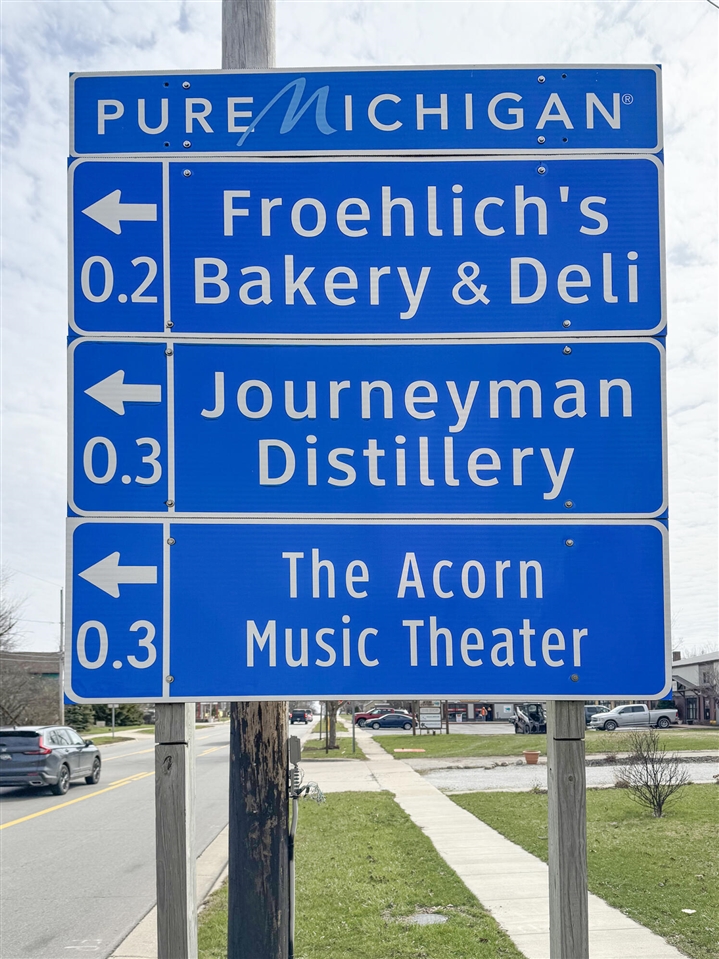 PURE MICHIGAN®
0.2
Froehlich's
Bakery & Deli
0.3
Journeyman
Distillery
0.3
The Acorn
Music Theater